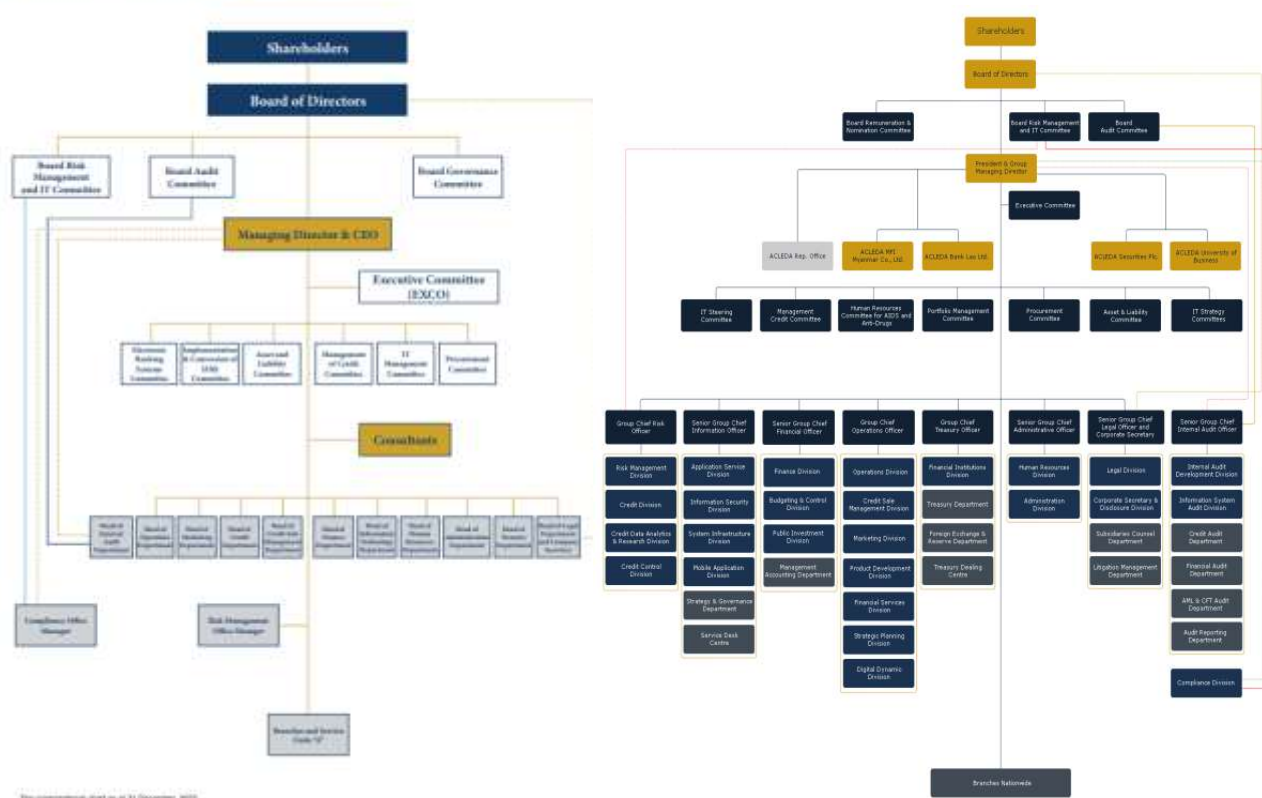 Shareholders
Board of Directors
Board Risk
Management
and IT Committee
Board Audit
Committee
Board Governance
Committee
Managing Director & CEO
Executive Committee
(EXCO)
Electronic
Banking
Systems
Committee
Implementation
& Conversion of
Committee
Asset and
Liability
Committee
Management
of Credit
Committee
IT
Management
Committee
Procurement
Committee
Consultants
Compliance Office
Manager
Risk Management
Office Manager
Branches and Service
Shareholders
Board of Directors
Board Remuneration &
Nomination Committee
Board Risk Management
and IT Committee
Board
Audit Committee
President & Group
Managing Director
Executive Committee
ACLEDA Rep. Office
ACLEDA MFI
Myanmar Co., Ltd.
ACLEDA Bank Lao Ltd.
ACLEDA Securities Plc.
ACLEDA University of
Business
IT Steering
Committee
Management
Credit Committee
Human Resources
Committee for AIDS and
Anti-Drugs
Portfolio Management
Committee
Procurement
Committee
Asset & Liability
Committee
IT Strategy
Committees
Group Chief Risk
Officer
Risk Management
Division
Credit Division
Credit Data Analytics
& Research Division
Credit Control
Division
Senior Group Chief
Information Officer
Application Service
Division
Information Security
Division
System Infrastructure
Division
Mobile Application
Division
Strategy & Governance
Department
Service Desk
Centre
Senior Group Chief
Financial Officer
Finance Division
Budgeting & Control
Division
Public Investment
Division
Management
Accounting Department
Group Chief
Operations Officer
Operations Division
Credit Sale
Management Division
Marketing Division
Product Development
Division
Financial Services
Division
Strategic Planning
Division
Digital Dynamic
Division
Group Chief
Treasury Officer
Financial Institutions
Division
Treasury Department
Foreign Exchange &
Reserve Department
Treasury Dealing
Centre
Senior Group Chief
Administrative Officer
Human Resources
Division
Administration
Division
Senior Group Chief
Legal Officer and
Corporate Secretary
Legal Division
Corporate Secretary &
Disclosure Division
Subsidiaries Counsel
Department
Litigation Management
Department
Senior Group Chief
Internal Audit Officer
Internal Audit
Development Division
Information System
Audit Division
Credit Audit
Department
Financial Audit
Department
AML & CFT Audit
Department
Audit Reporting
Department
Compliance Division
Branches Nationwide